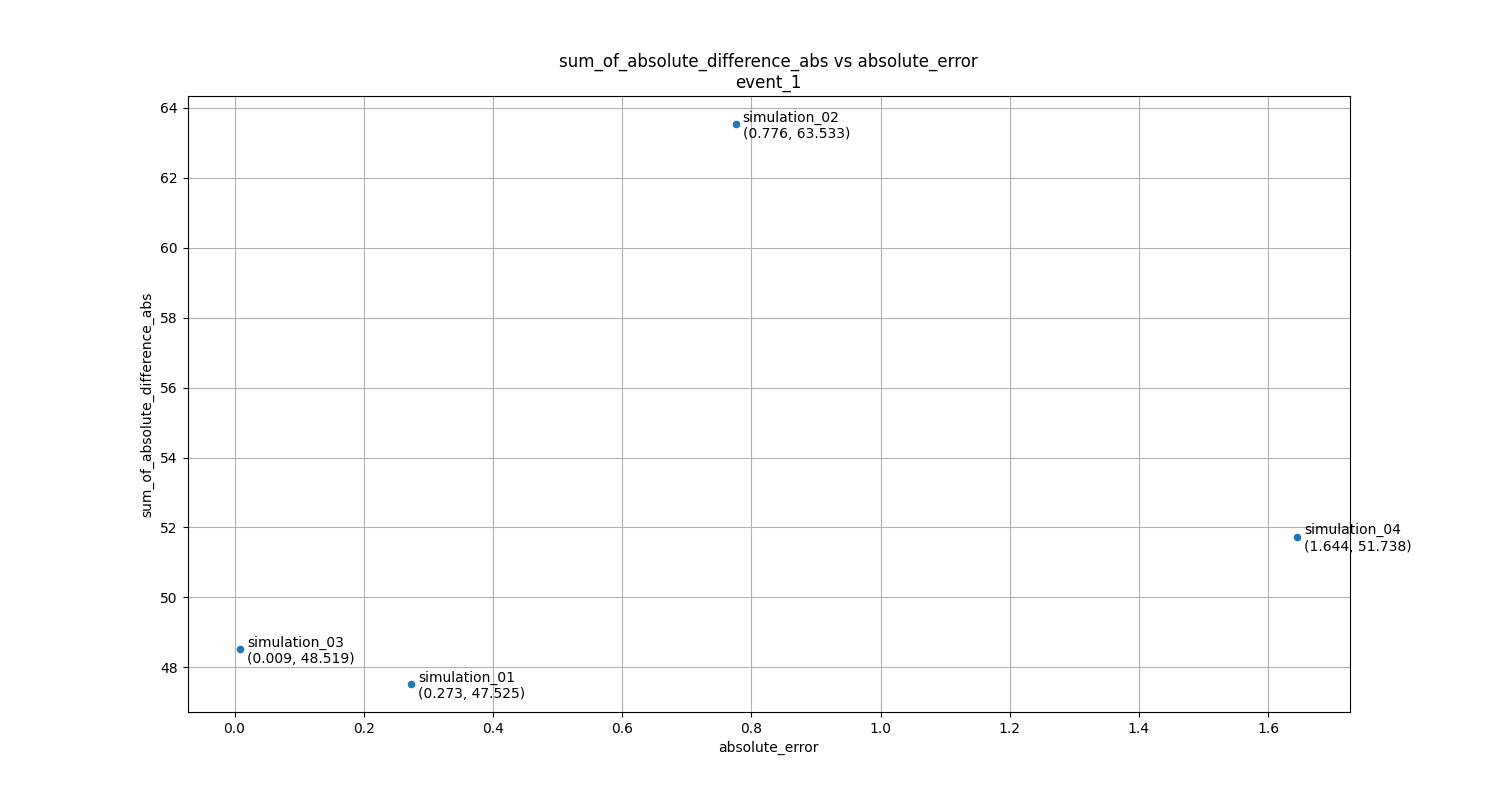 sum_of_absolute_difference_abs vs absolute_error
event_1
64
62
60
58
56
54
52
50
48
sum_of_absolute_difference_abs
simulation_02
(0.776, 63.533)
simulation_04
(1.644, 51.738)
simulation_03
(0.009, 48.519)
simulation_01
(0.273, 47.525)
0.0 0.2 0.4 0.6 0.8 1.0 1.2 1.4 1.6
absolute_error